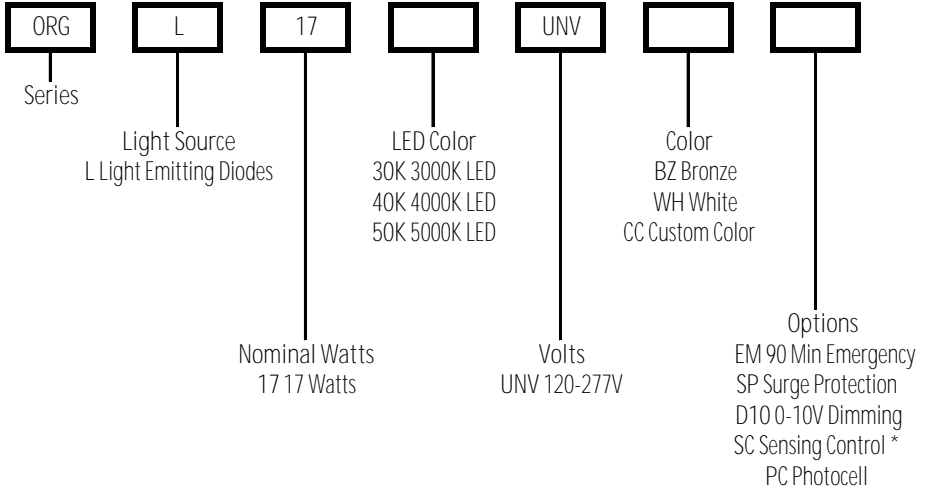 ORG L 17 UNV
Series
Light Source
L Light Emitting Diodes
LED Color
30K 3000K LED
40K 4000K LED
50K 5000K LED
Color
BZ Bronze
WH White
CC Custom Color
Nominal Watts
17 17 Watts
Volts
UNV 120-277V
Options
EM 90 Min Emergency
SP Surge Protection
D10 0-10V Dimming
SC Sensing Control *
PC Photocell